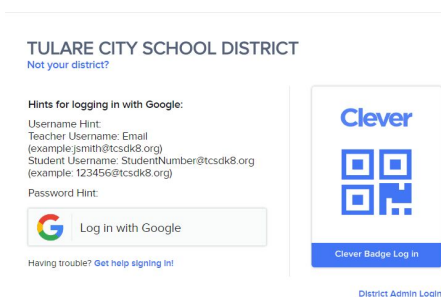 TULARE CITY SCHOOL DISTRICT
Not your district?
Hints for logging in with Google:
Username Hint:
Teacher Username: Email
(example:jsmith@tcsdk8.org)
Student Username: StudentNumber@tcsdk8.org
(example: 123456@tcsdk8.org)
Password Hint:
Log in with Google
Having trouble? Get help signing in!
Clever
Clever Badge Log in
District Admin Login